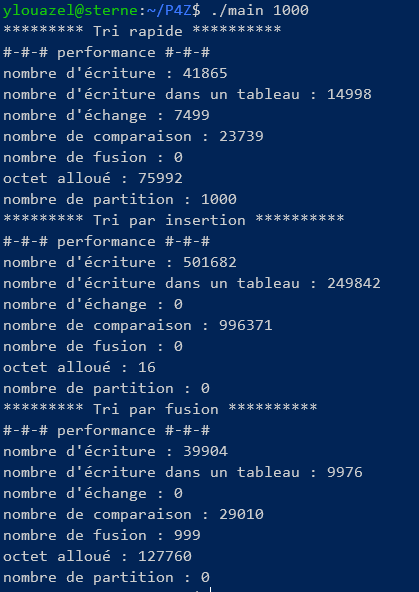 ylouazel@sterne:~/P4Z$ ./main 1000
********* Tri rapide **********
#-#-# performance #-#-#
nombre d'écriture : 41865
nombre d'écriture dans un tableau : 14998
nombre d'échange : 7499
nombre de comparaison : 23739
nombre de fusion : 0
octet alloué : 75992
nombre de partition : 1000
********* Tri par insertion **********
#-#-# performance #-#-#
nombre d'écriture : 501682
nombre d'écriture dans un tableau : 249842
nombre d'échange : 0
nombre de comparaison : 996371
nombre de fusion : 0
octet alloué : 16
nombre de partition : 0
********* Tri par fusion **********
#-#-# performance #-#-#
nombre d'écriture : 39904
nombre d'écriture dans un tableau : 9976
nombre d'échange : 0
nombre de comparaison : 29010
nombre de fusion : 999
octet alloué : 127760
nombre de partition : 0